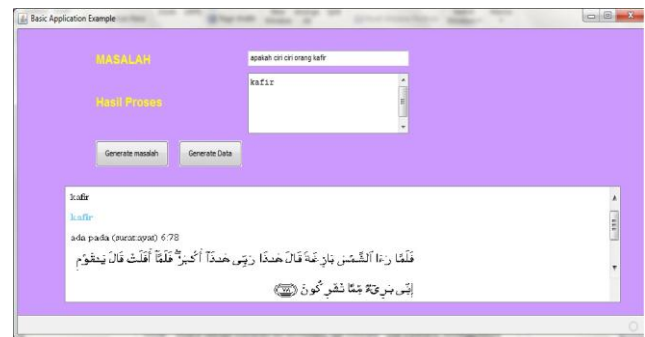 Basic Application Example
MASALAH
apakah ciri ciri orang kafir
Hasil Proses
kafir
Generate masalah
Generate Data
kafir
kafir
ada pada (surat:ayat) 6:78
فَلَمَّا رَءَا ٱلشَّمْسَ بَازِغَةً قَالَ هَـٰذَا رَبِّى هَـٰذَآ أَكْبَرُ ۖ فَلَمَّآ أَفَلَتْ قَالَ يَـٰقَوْمِ
إِنِّى بَرِىٓءٌ مِّمَّا تُشْرِكُونَ ﴿٧٨﴾